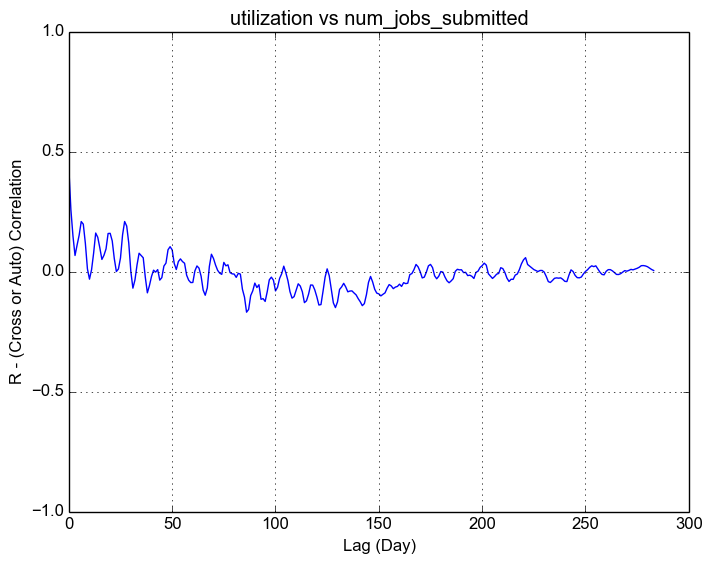 utilization vs num_jobs_submitted
1.0
0.5
0.0
−0.5
−1.0
R - (Cross or Auto) Correlation
0 50 100 150 200 250 300
Lag (Day)